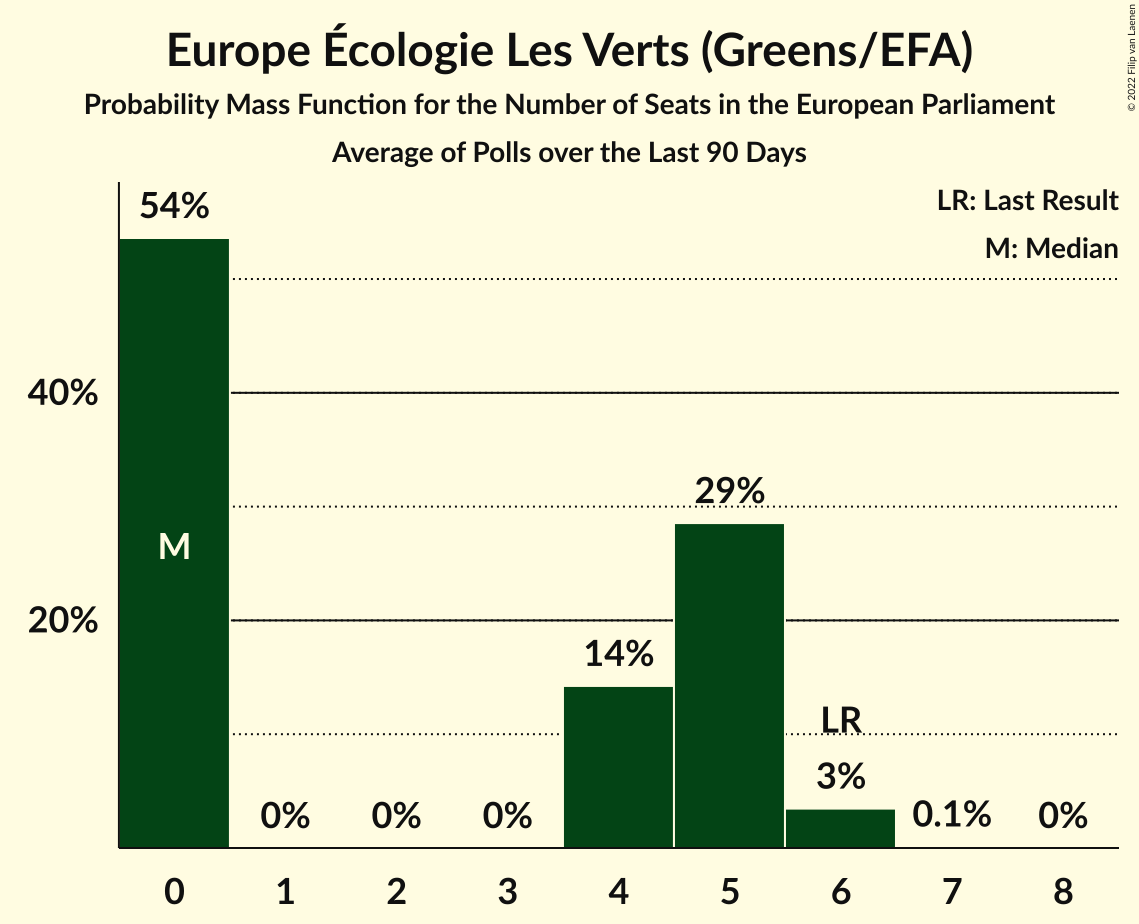 Europe Écologie Les Verts (Greens/EFA)
Probability Mass Function for the Number of Seats in the European Parliament
Average of Polls over the Last 90 Days
© 2022 Filip van Laenen
LR: Last Result
M: Median
54%
40%
29%
M
20%
14%
LR
3%
0%
0%
0%
0.1%
0%
0
1
2
3
4
5
6
7
8